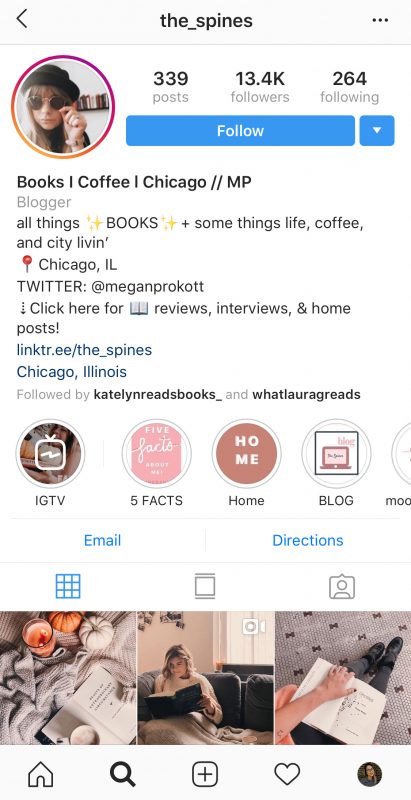 the_spines
339
13.4K
264
posts
followers
following
Follow
Books I Coffee l Chicago // MP
Blogger
all things ✨BOOKS✨+ some things life, coffee,
and city livin’
📍Chicago, IL
TWITTER: @meganprokott
⇣Click here for 📖 reviews, interviews, & home
posts!
linktr.ee/the_spines
Chicago, Illinois
Followed by katelynreadsbooks_ and whatlauragreads
FIVE
facts
ABOUT
ME!
HO
ME
blog
The Spines
IGTV
5 FACTS
Home
BLOG
moo
Email
Directions